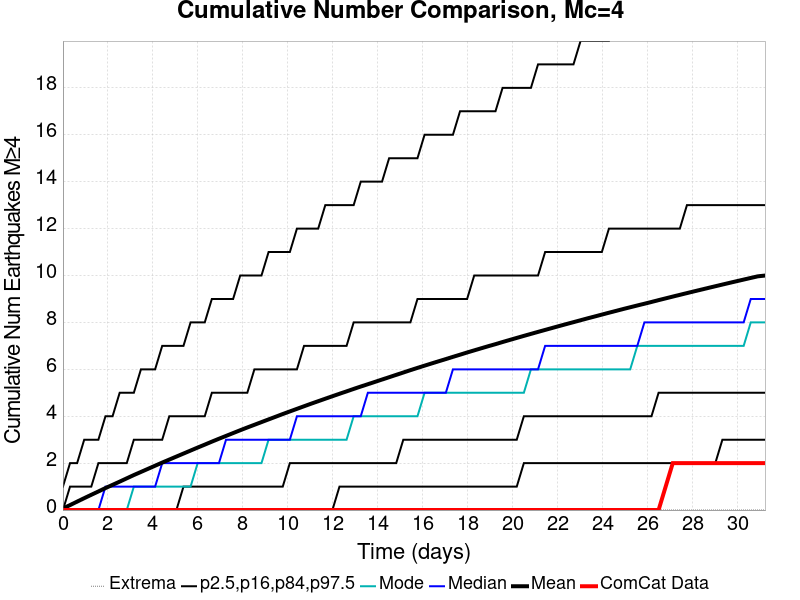 Cumulative Number Comparison, Mc=4
Cumulative Num Earthquakes M≥4
18
16
14
12
10
8
6
4
2
0
0 2 4 6 8 10 12 14 16 18 20 22 24 26 28 30
Time (days)
Extrema p2.5,p16,p84,p97.5 Mode Median Mean ComCat Data